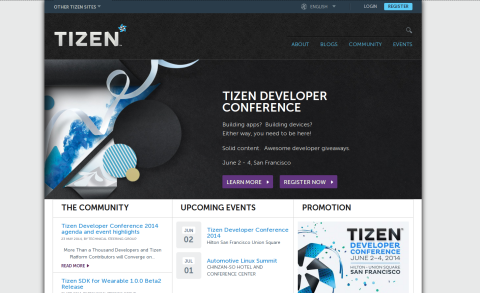 OTHER TIZEN SITES
ENGLISH
LOGIN
REGISTER
TIZEN
ABOUT
BLOGS
COMMUNITY
EVENTS
TIZEN DEVELOPER
CONFERENCE
Building apps? Building devices?
Either way, you need to be here!
Solid content. Awesome developer giveaways
June 2 - 4, San Francisco
LEARN MORE
REGISTER NOW
THE COMMUNITY
Tizen Developer Conference 2014
agenda and event highlights
BY TECHNICAL STEERING GROUP
More than a Thousand Developers and Tizen
Platform Contributors will Converge on...
READ MORE
Tizen SDK for Wearable 1.0.0 Beta2
Release
UPCOMING EVENTS
JUN
02
Tizen Developer Conference
2014
Hilton San Francisco Union Square
JUL
01
Automotive Linux Summit
CHINZAN-SO HOTEL AND
CONFERENCE CENTER
PROMOTION
TIZEN
DEVELOPER
CONFERENCE
JUNE 2-4, 2014
HILTON • UNION SQUARE
SAN FRANCISCO